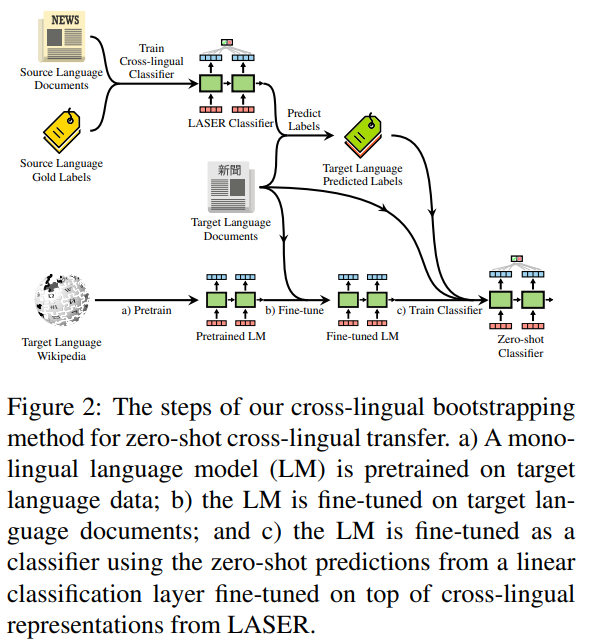 NEWS
Train
Cross-lingual
Classifier
Source Language
Documents
LASER Classifier
Predict
Labels
Source Language
Gold Labels
新聞
Target Language
Predicted Labels
Target Language
Documents
a) Pretrain
b) Fine-tune
c) Train Classifier
Target Language
Wikipedia
Pretrained LM
Fine-tuned LM
Zero-shot
Classifier
Figure 2: The steps of our cross-lingual bootstrapping
method for zero-shot cross-lingual transfer. a) A mono-
lingual language model (LM) is pretrained on target
language data; b) the LM is fine-tuned on target lan-
guage documents; and c) the LM is fine-tuned as a
classifier using the zero-shot predictions from a linear
classification layer fine-tuned on top of cross-lingual
representations from LASER.